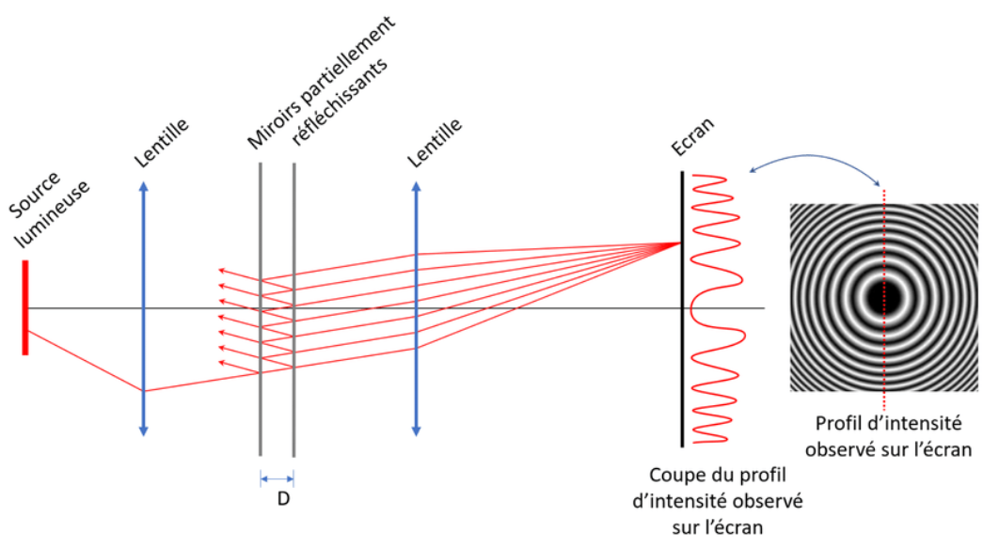 Source
lumineuse
Lentille
Miroirs partiellement
réfléchissants
Lentille
Ecran
D
Profil d’intensité
observé sur l’écran
Coupe du profil
d’intensité observé
sur l’écran